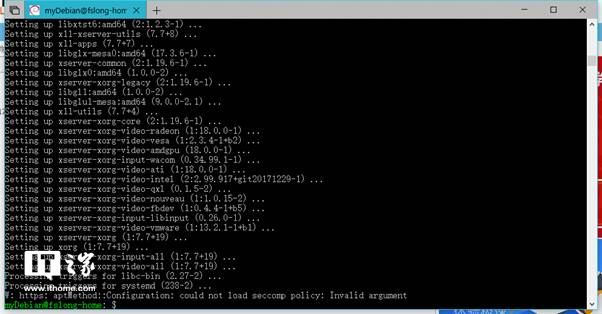 myDebian@fslong-home
Setting up libxtst6:amd64 (2:1.2.3-1) ...
Setting up x11-xserver-utils (7.7+8) ...
Setting up x11-apps (7.7+7) ...
Setting up libglx-mesa0:amd64 (17.3.6-1) ...
Setting up xserver-common (2:1.19.6-1) ...
Setting up libglx0:amd64 (1.0.0-2) ...
Setting up xserver-xorg-legacy (2:1.19.6-1) ...
Setting up libgl1:amd64 (1.0.0-2) ...
Setting up libglu1-mesa:amd64 (9.0.0-2.1) ...
Setting up x11-utils (7.7+4) ...
Setting up xserver-xorg-core (2:1.19.6-1) ...
Setting up xserver-xorg-video-radeon (1:18.0.0-1) ...
Setting up xserver-xorg-video-vesa (1:2.3.4-1+b2) ...
Setting up xserver-xorg-video-amdgpu (18.0.0-1) ...
Setting up xserver-xorg-input-wacom (0.34.99.1-1) ...
Setting up xserver-xorg-video-ati (1:18.0.0-1) ...
Setting up xserver-xorg-video-intel (2:2.99.917+git20171229-1) ...
Setting up xserver-xorg-video-qxl (0.1.5-2) ...
Setting up xserver-xorg-video-nouveau (1:1.0.15-2) ...
Setting up xserver-xorg-video-fbdev (1:0.4.4-1+b5) ...
Setting up xserver-xorg-input-libinput (0.26.0-1) ...
Setting up xserver-xorg-video-vmware (1:13.2.1-1+b1) ...
Setting up xserver-xorg (1:7.7+19) ...
Setting up xorg (1:7.7+19) ...
Setting up xserver-xorg-input-all (1:7.7+19) ...
Setting up xserver-xorg-video-all (1:7.7+19) ...
Processing triggers for libc-bin (2.27-2) ...
Processing triggers for systemd (238-2) ...
W: https: aptMethod::Configuration: could not load seccomp policy: Invalid argument
myDebian@fslong-home: $
IT之家
www.ithome.com